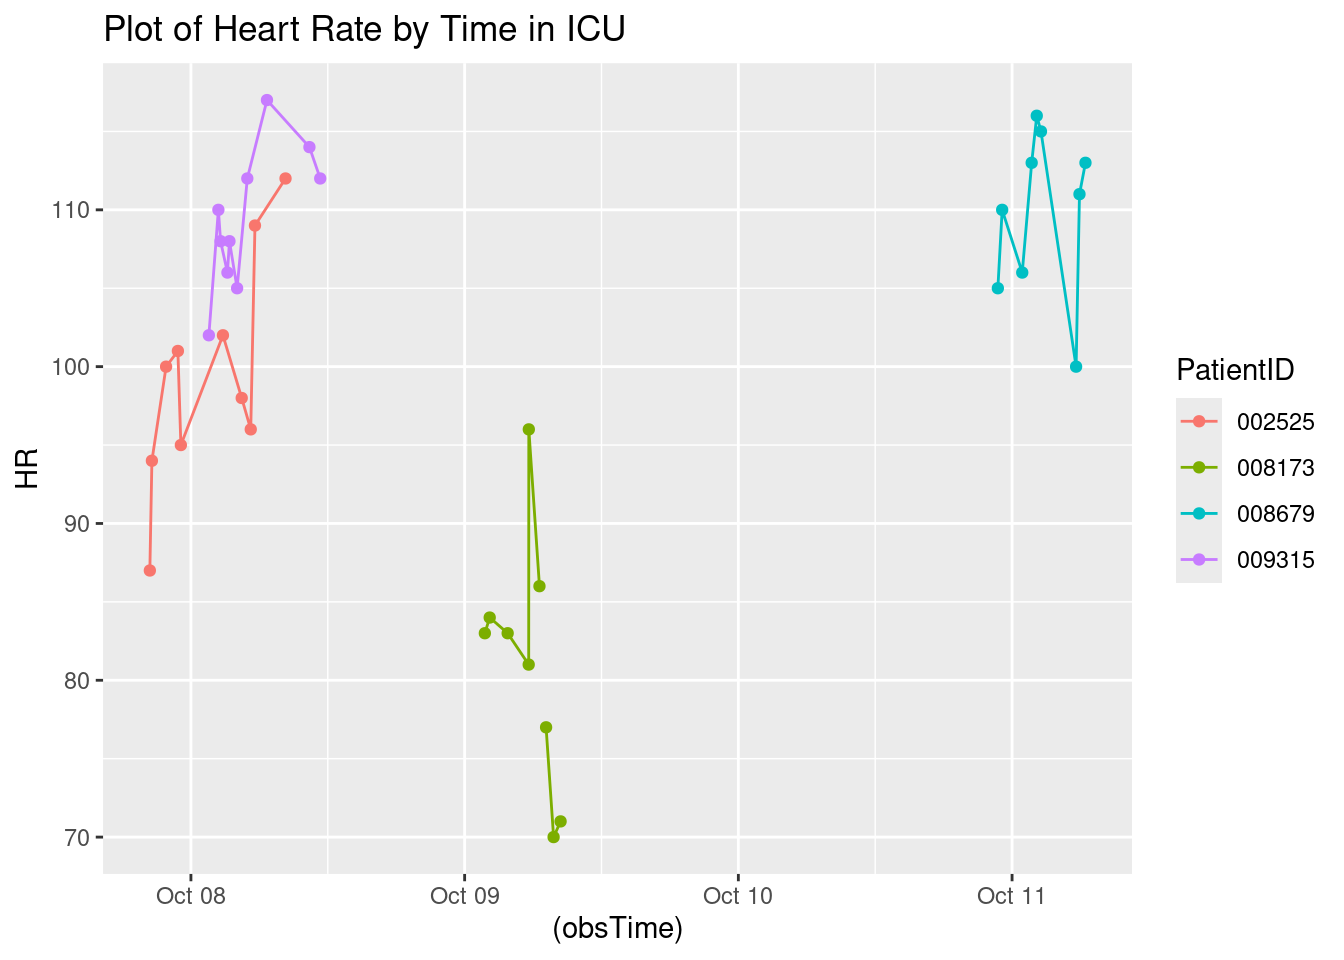 Plot of Heart Rate by Time in ICU
HR
110
100
90
80
70
Oct 08
Oct 09
Oct 10
Oct 11
(obsTime)
PatientID
002525
008173
008679
009315